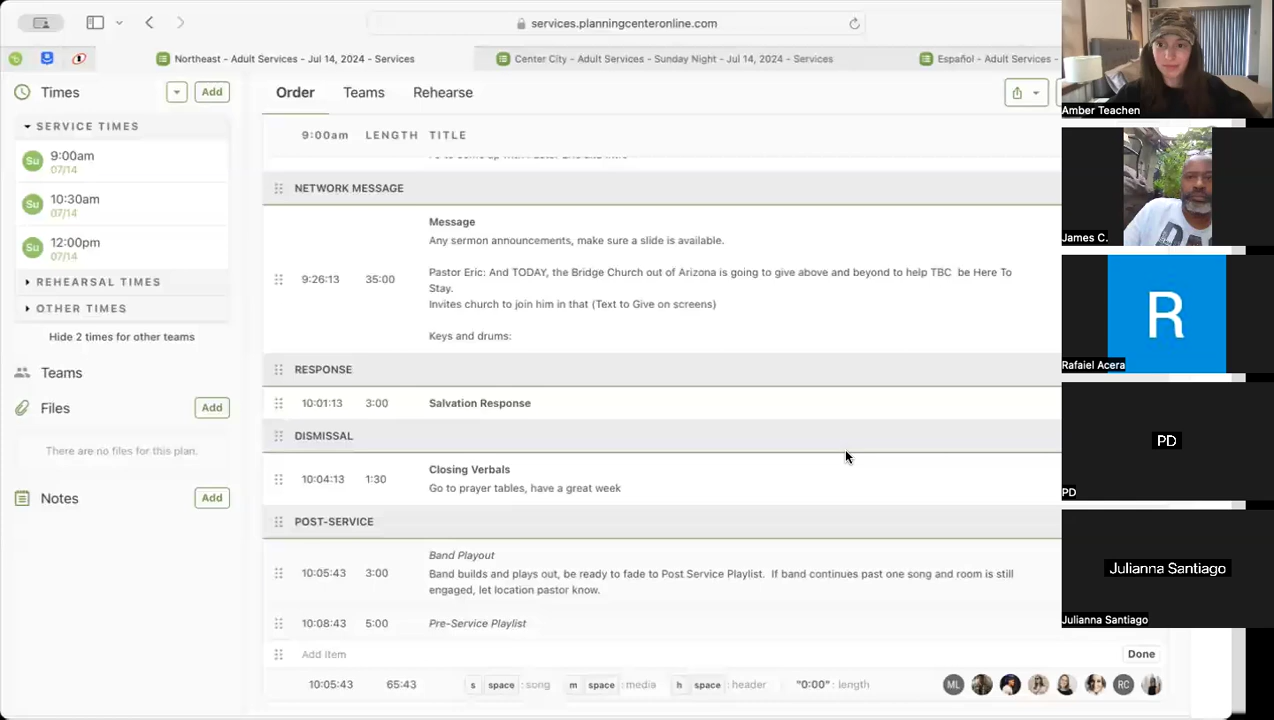 services.planningcenteronline.com
Northeast - Adult Services - Jul 14, 2024 - Services
Center City - Adult Services - Sunday Night - Jul 14, 2024 - Services
Español - Adult Services -
Times
Add
SERVICE TIMES
Su
9:00am
07/14
Su
10:30am
07/14
Su
12:00pm
07/14
REHEARSAL TIMES
OTHER TIMES
Hide 2 times for other teams
Teams
Files
Add
There are no files for this plan.
Notes
Add
Order
Teams
Rehearse
9:00am LENGTH TITLE
NETWORK MESSAGE
Message
Any sermon announcements, make sure a slide is available.
9:26:13 35:00
Pastor Eric: And TODAY, the Bridge Church out of Arizona is going to give above and beyond to help TBC be Here To
Stay.
Invites church to join him in that (Text to Give on screens)
Keys and drums:
RESPONSE
10:01:13 3:00 Salvation Response
DISMISSAL
Closing Verbals
10:04:13 1:30
Go to prayer tables, have a great week
POST-SERVICE
Band Playout
10:05:43 3:00
Band builds and plays out, be ready to fade to Post Service Playlist. If band continues past one song and room is still
engaged, let location pastor know.
10:08:43 5:00 Pre-Service Playlist
Add item
Done
10:05:43 65:43 s space : song m space : media h space : header "0:00" : length
ML
RC
Amber Teachen
James C.
R
Rafaiel Acera
PD
PD
Julianna Santiago
Julianna Santiago